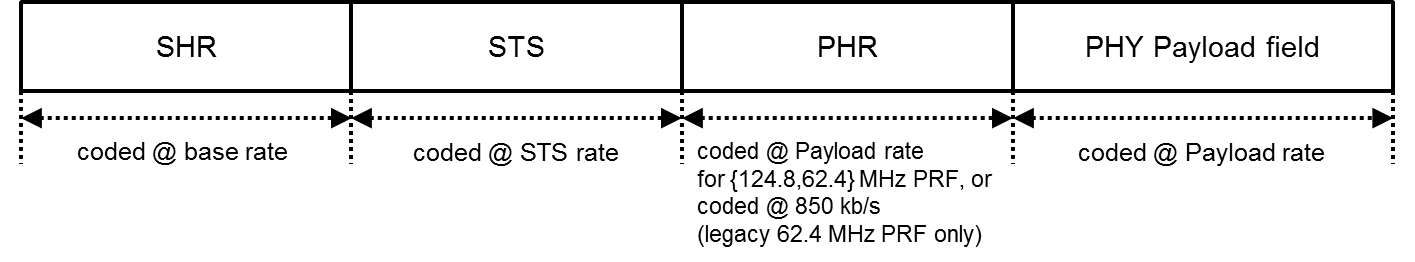 SHR STS PHR PHY Payload field
coded @ base rate
coded @ STS rate
coded @ Payload rate
for {124.8,62.4} MHz PRF, or
coded @ 850 kb/s
(legacy 62.4 MHz PRF only)
coded @ Payload rate